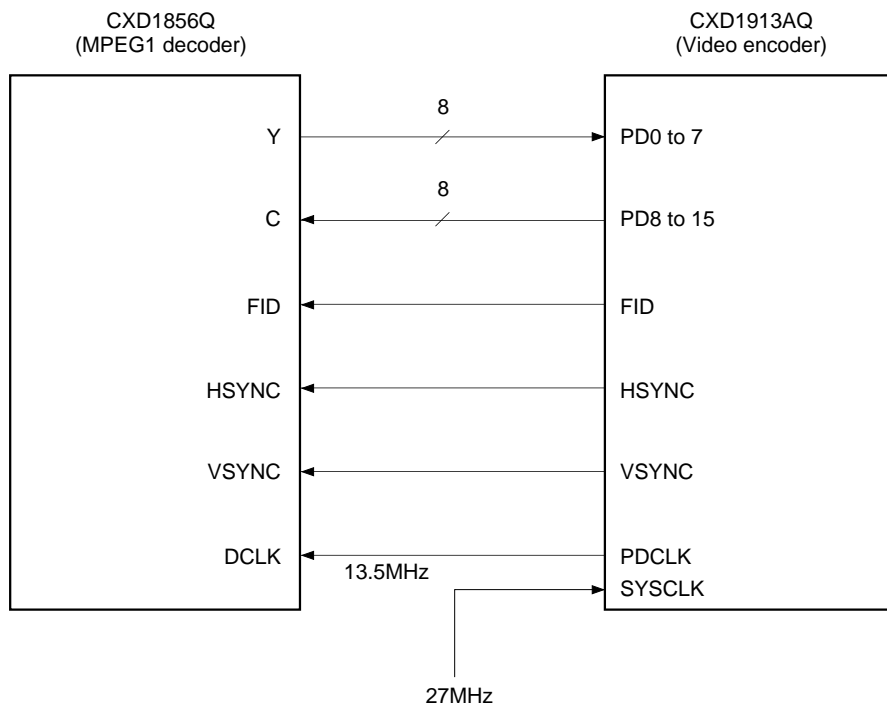 CXD1856Q
(MPEG1 decoder)
CXD1913AQ
(Video encoder)
8
Y
PD0 to 7
8
C
PD8 to 15
FID
FID
HSYNC
HSYNC
VSYNC
VSYNC
DCLK
PDCLK
13.5MHz
SYSCLK
27MHz